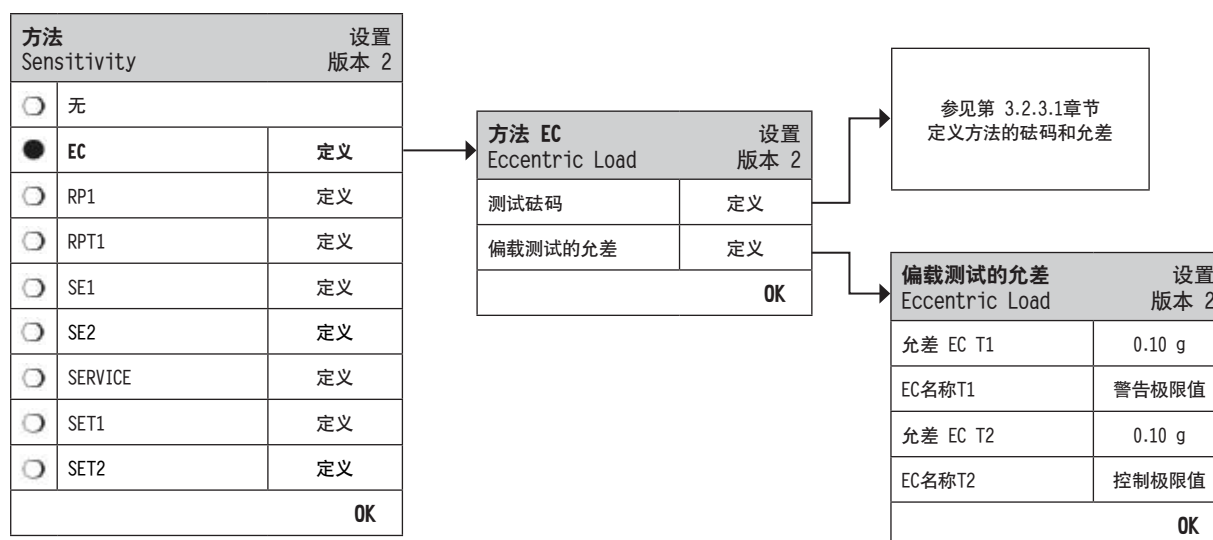 方法 设置
Sensitivity 版本 2
无
EC 定义
RP1 定义
RPT1 定义
SE1 定义
SE2 定义
SERVICE 定义
SET1 定义
SET2 定义
OK
方法 EC 设置
Eccentric Load 版本 2
测试砝码 定义
偏载测试的允差 定义
OK
参见第 3.2.3.1章节
定义方法的砝码和允差
偏载测试的允差 设置
Eccentric Load 版本 2
允差 EC T1 0.10 g
EC名称T1 警告极限值
允差 EC T2 0.10 g
EC名称T2 控制极限值
OK